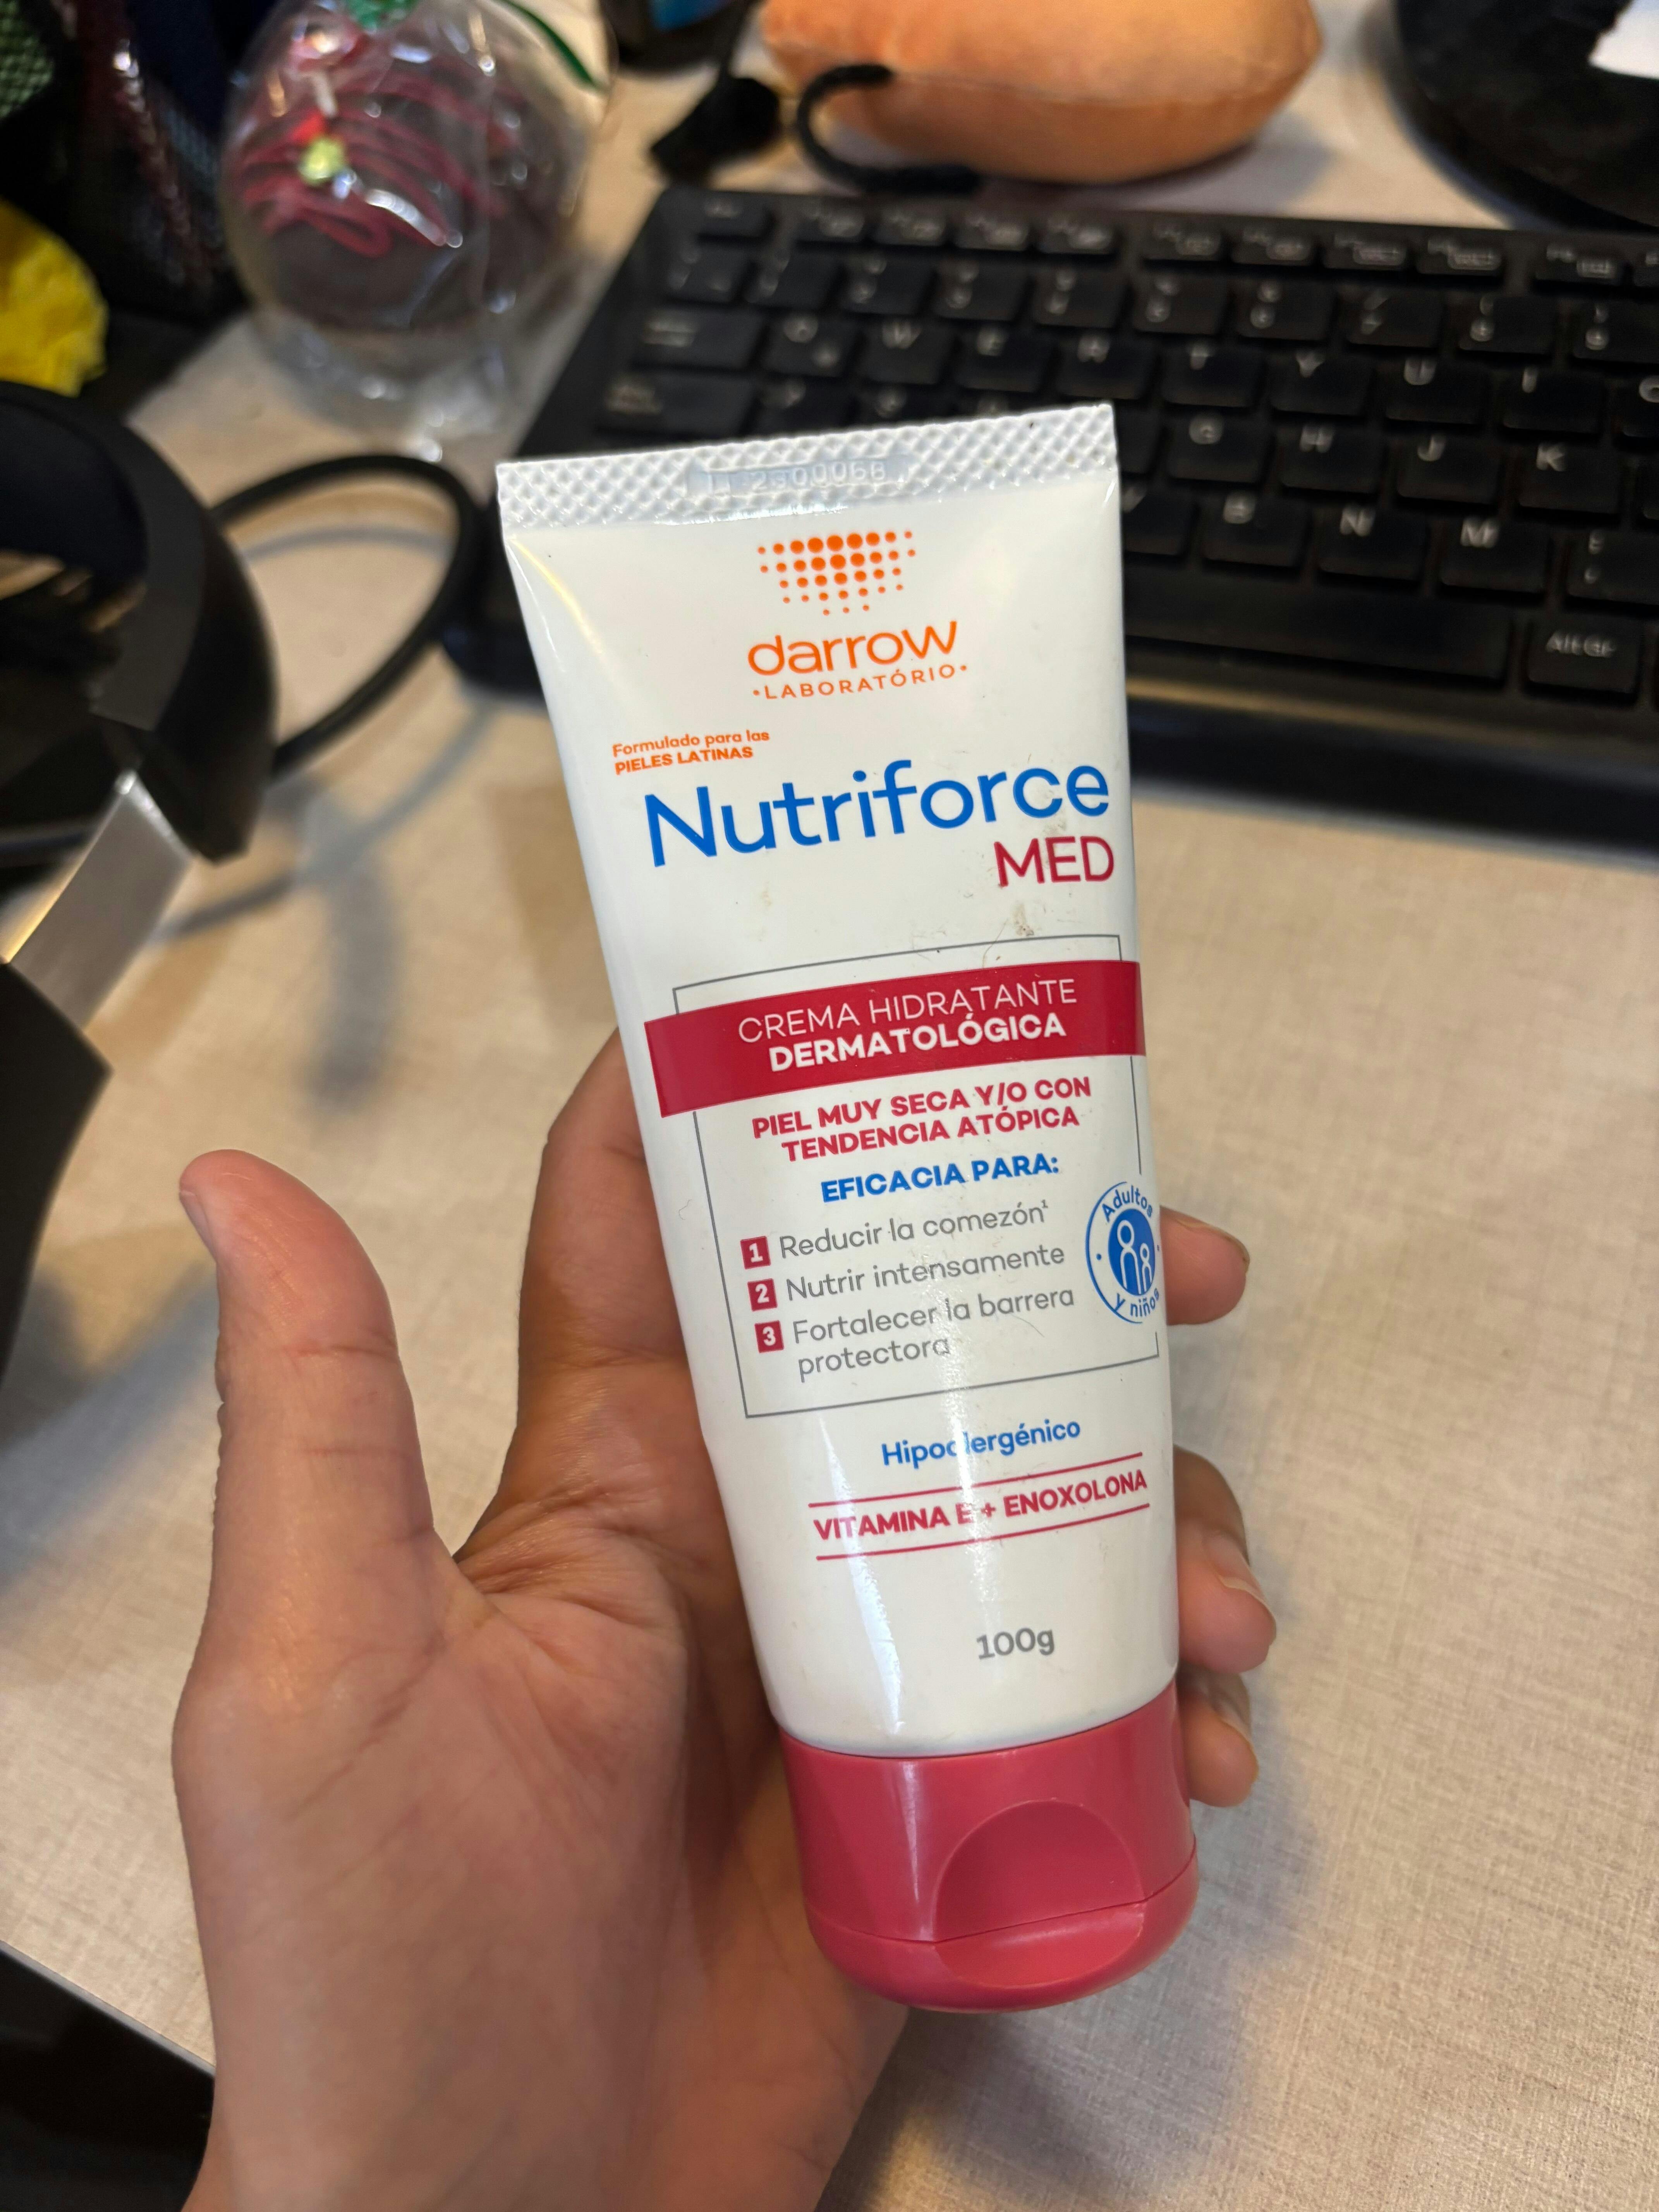 darrow
•LABORATÓRIO•
Formulado para las
PIELES LATINAS
Nutriforce
MED
CREMA HIDRATANTE
DERMATOLÓGICA
PIEL MUY SECA Y/O CON
TENDENCIA ATÓPICA
EFICACIA PARA:
1 Reducir la comezón¹
2 Nutrir intensamente
3 Fortalecer la barrera
protectora
Adultos
y niños
Hipoalergénico
VITAMINA E + ENOXOLONA
100g
W E R T Y U I
G H J K
B N M
Alt Gr